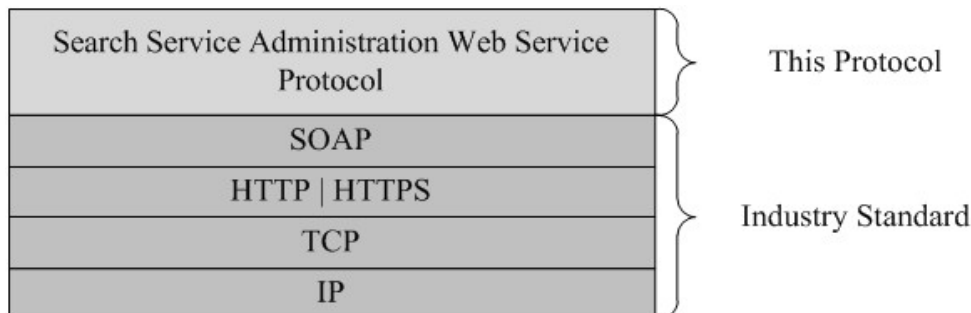 Search Service Administration Web Service
Protocol
This Protocol
SOAP
HTTP | HTTPS
TCP
IP
Industry Standard